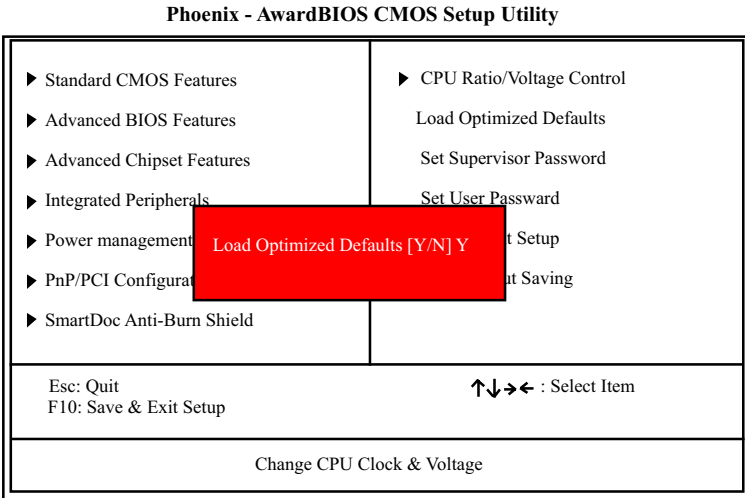 Phoenix - AwardBIOS CMOS Setup Utility
Standard CMOS Features
Advanced BIOS Features
Advanced Chipset Features
Integrated Peripherals
Power management
PnP/PCI Configurat
SmartDoc Anti-Burn Shield
CPU Ratio/Voltage Control
Load Optimized Defaults
Set Supervisor Password
Set User Passward
t Setup
ut Saving
Load Optimized Defaults [Y/N] Y
Esc: Quit
F10: Save & Exit Setup
↑↓→← : Select Item
Change CPU Clock & Voltage